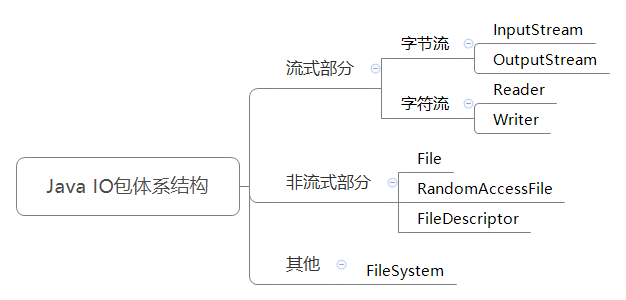 Java IO包体系结构
流式部分
字节流
InputStream
OutputStream
字符流
Reader
Writer
非流式部分
File
RandomAccessFile
FileDescriptor
其他
FileSystem